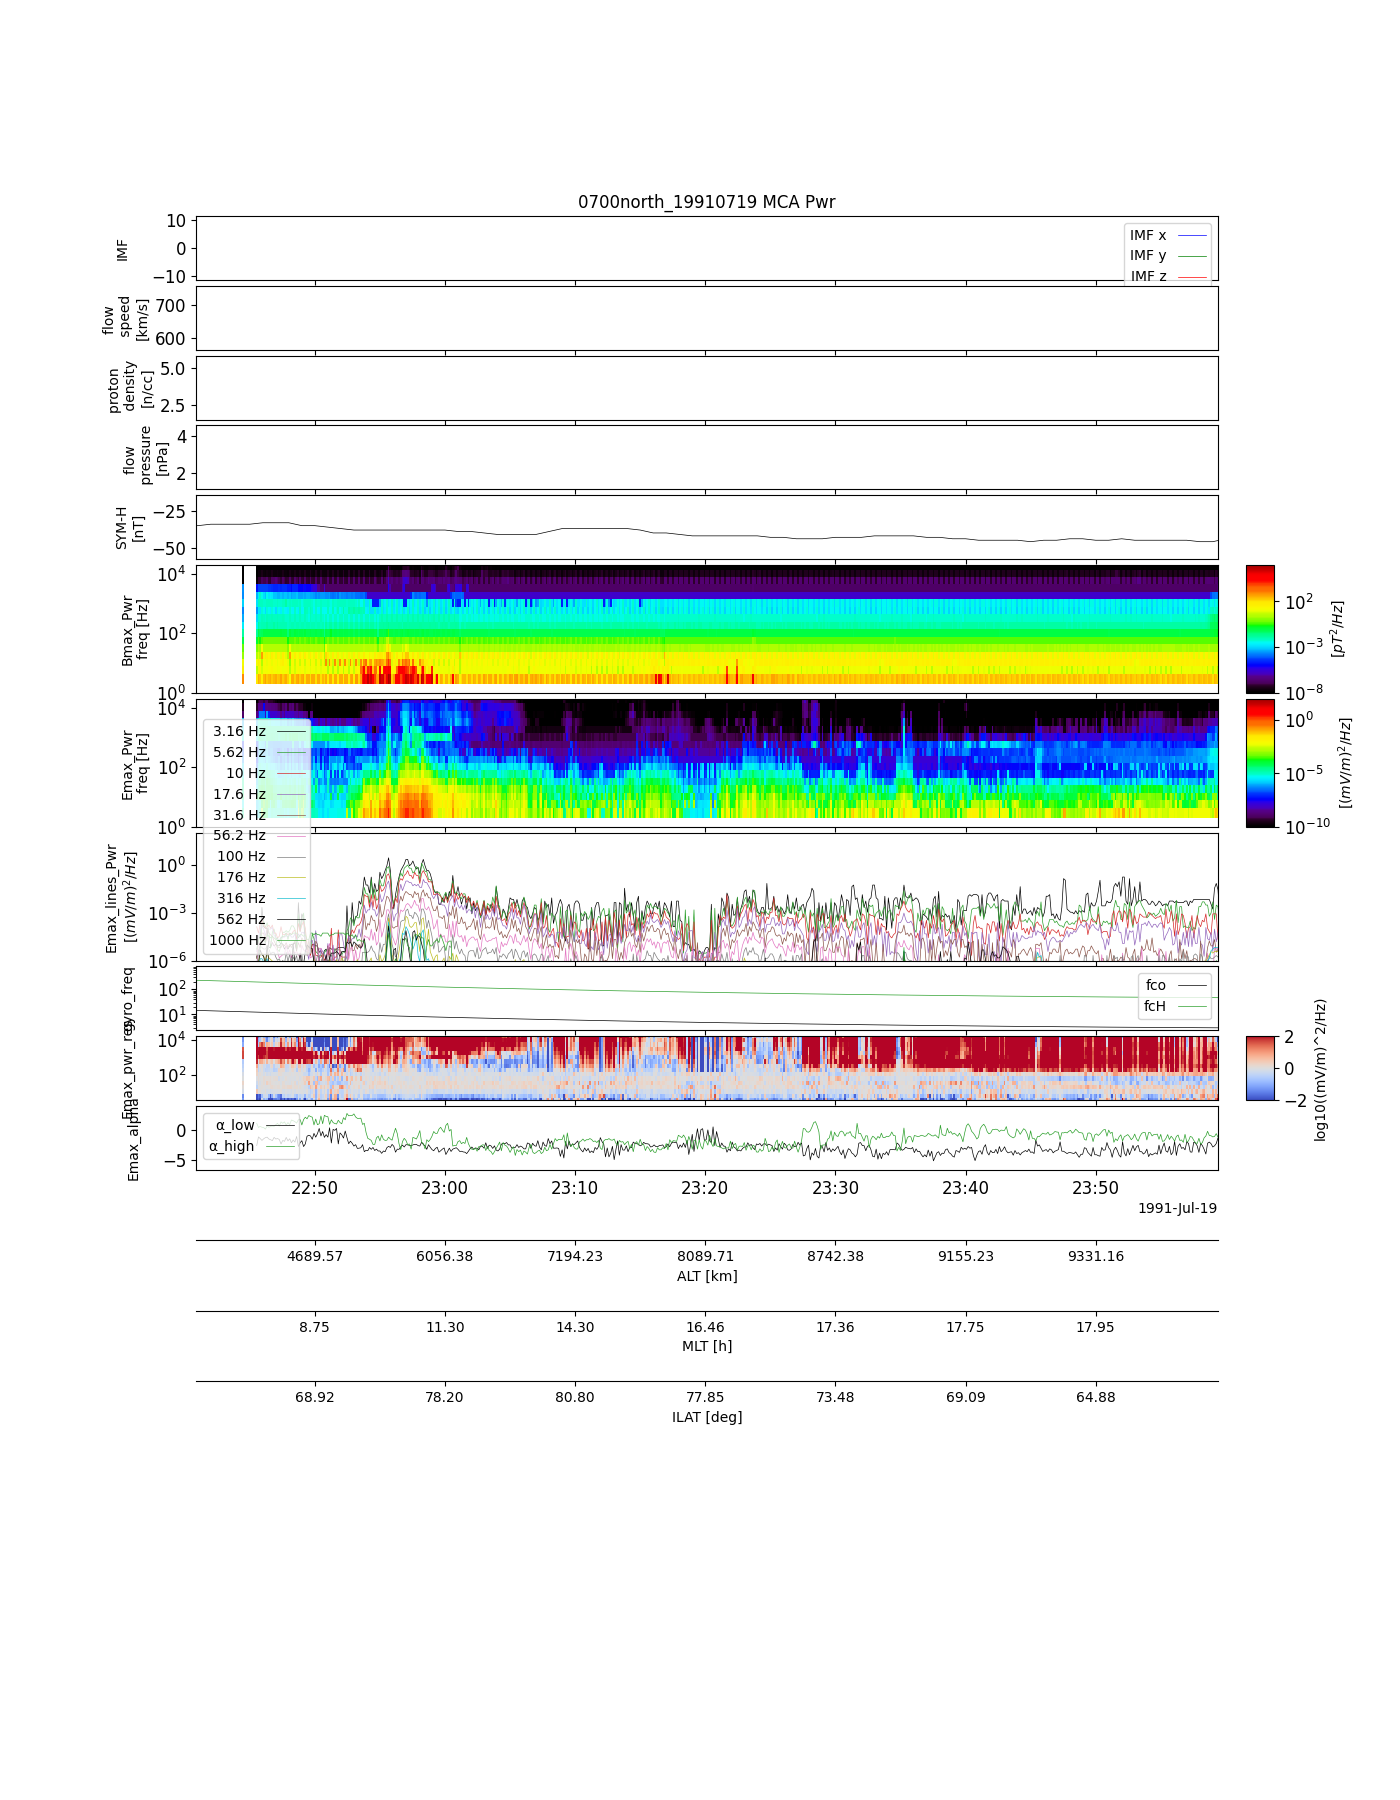 0700north_19910719 MCA Pwr
IMF
10
0
−10
IMF x
IMF y
IMF z
flow
speed
[km/s]
700
600
proton
density
[n/cc]
5.0
2.5
flow
pressure
[nPa]
4
2
SYM-H
[nT]
−25
−50
Bmax_Pwr
freq [Hz]
10^4
10^2
10^0
10^2
10^-3
10^-8
[pT^2/Hz]
Emax_Pwr
freq [Hz]
10^4
10^2
10^0
10^0
10^-5
10^-10
[(mV/m)^2/Hz]
3.16 Hz
5.62 Hz
10 Hz
17.6 Hz
31.6 Hz
56.2 Hz
100 Hz
176 Hz
316 Hz
562 Hz
1000 Hz
Emax_lines_Pwr
[(mV/m)^2/Hz]
10^0
10^-3
10^-6
gyro_freq
10^2
10^1
fco
fcH
Emax_pwr_res
10^4
10^2
2
0
−2
log10((mV/m)^2/Hz)
Emax_alpha
0
−5
α_low
α_high
22:50 23:00 23:10 23:20 23:30 23:40 23:50
1991-Jul-19
4689.57 6056.38 7194.23 8089.71 8742.38 9155.23 9331.16
ALT [km]
8.75 11.30 14.30 16.46 17.36 17.75 17.95
MLT [h]
68.92 78.20 80.80 77.85 73.48 69.09 64.88
ILAT [deg]